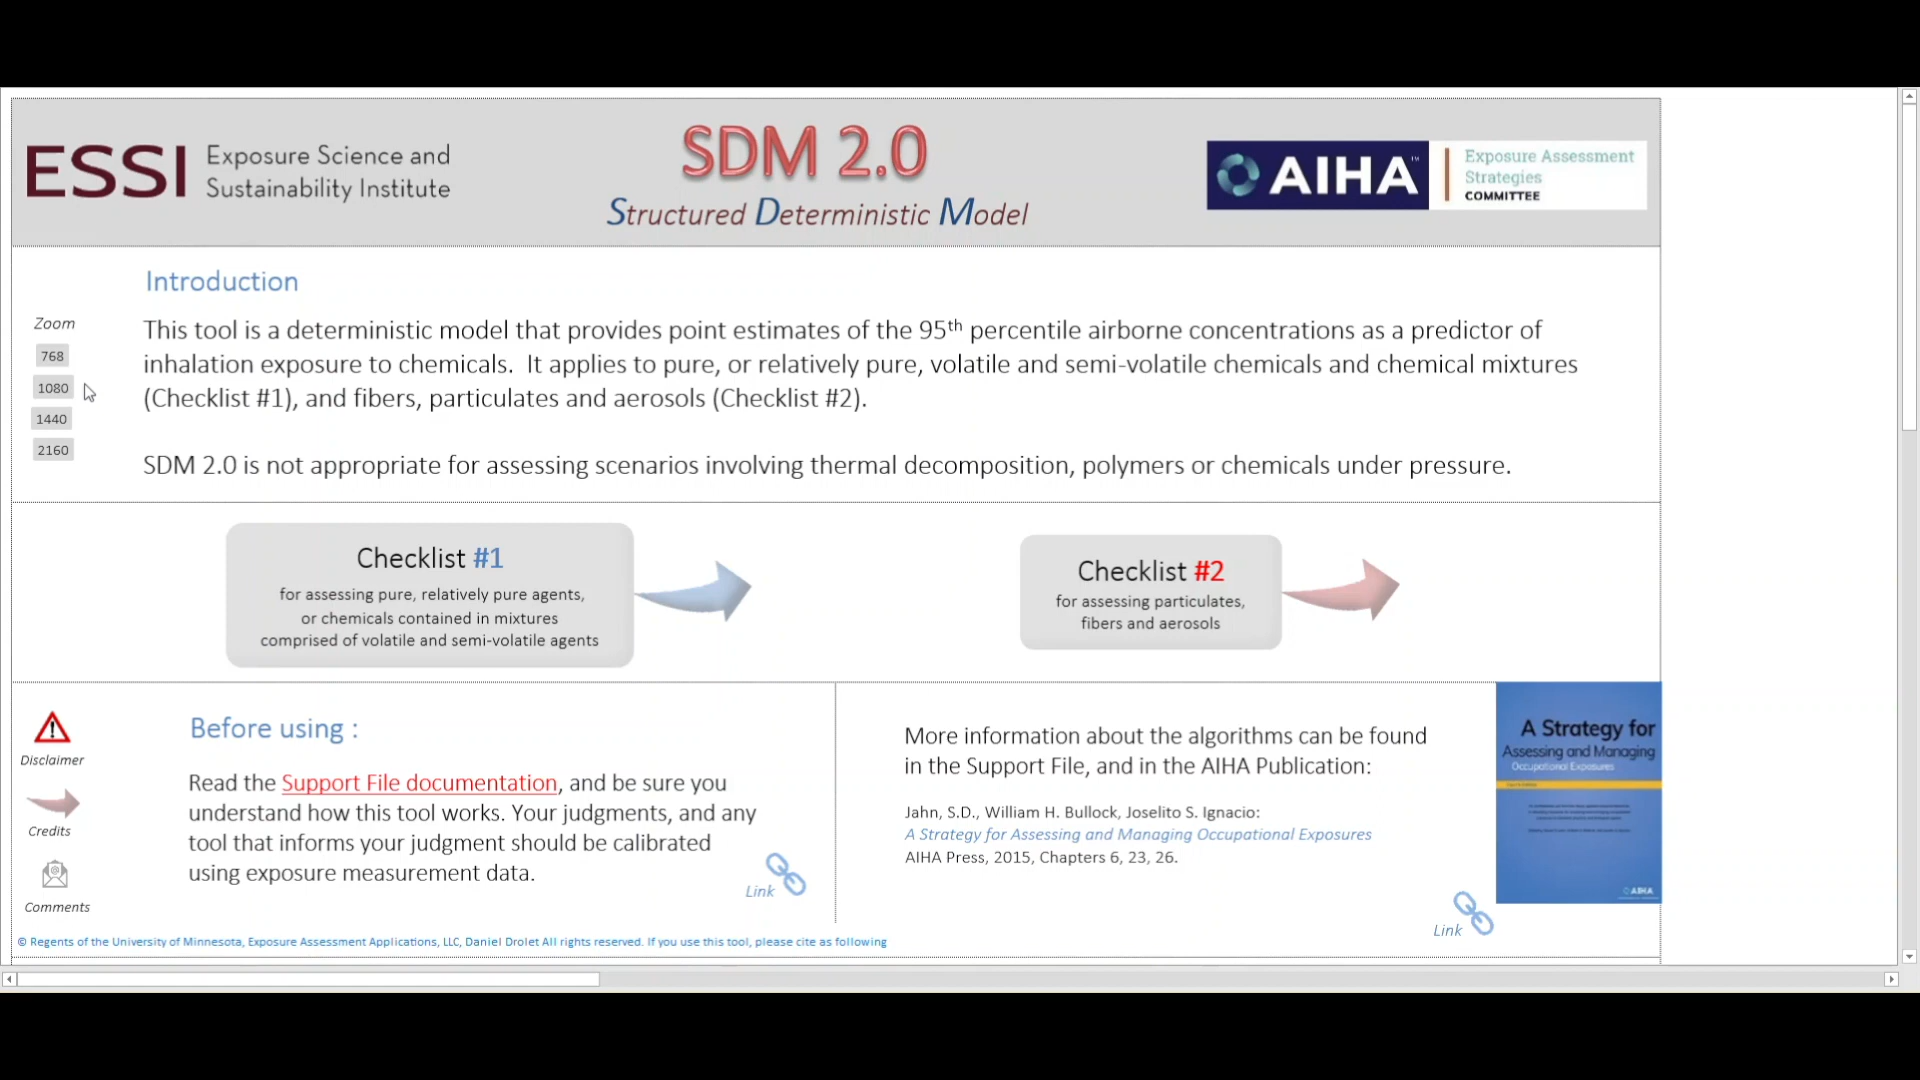 ESSI Exposure Science and
Sustainability Institute
SDM 2.0
Structured Deterministic Model
AIHA™
Exposure Assessment
Strategies
COMMITTEE
Introduction
Zoom
768
1080
1440
2160
This tool is a deterministic model that provides point estimates of the 95th percentile airborne concentrations as a predictor of
inhalation exposure to chemicals. It applies to pure, or relatively pure, volatile and semi-volatile chemicals and chemical mixtures
(Checklist #1), and fibers, particulates and aerosols (Checklist #2).
SDM 2.0 is not appropriate for assessing scenarios involving thermal decomposition, polymers or chemicals under pressure.
Checklist #1
for assessing pure, relatively pure agents,
or chemicals contained in mixtures
comprised of volatile and semi-volatile agents
Checklist #2
for assessing particulates,
fibers and aerosols
Disclaimer
Credits
Comments
Before using :
Read the Support File documentation, and be sure you
understand how this tool works. Your judgments, and any
tool that informs your judgment should be calibrated
using exposure measurement data.
Link
More information about the algorithms can be found
in the Support File, and in the AIHA Publication:
Jahn, S.D., William H. Bullock, Joselito S. Ignacio:
A Strategy for Assessing and Managing Occupational Exposures
AIHA Press, 2015, Chapters 6, 23, 26.
Link
A Strategy for
Assessing and Managing
Occupational Exposures
AIHA
© Regents of the University of Minnesota, Exposure Assessment Applications, LLC, Daniel Drolet All rights reserved. If you use this tool, please cite as following